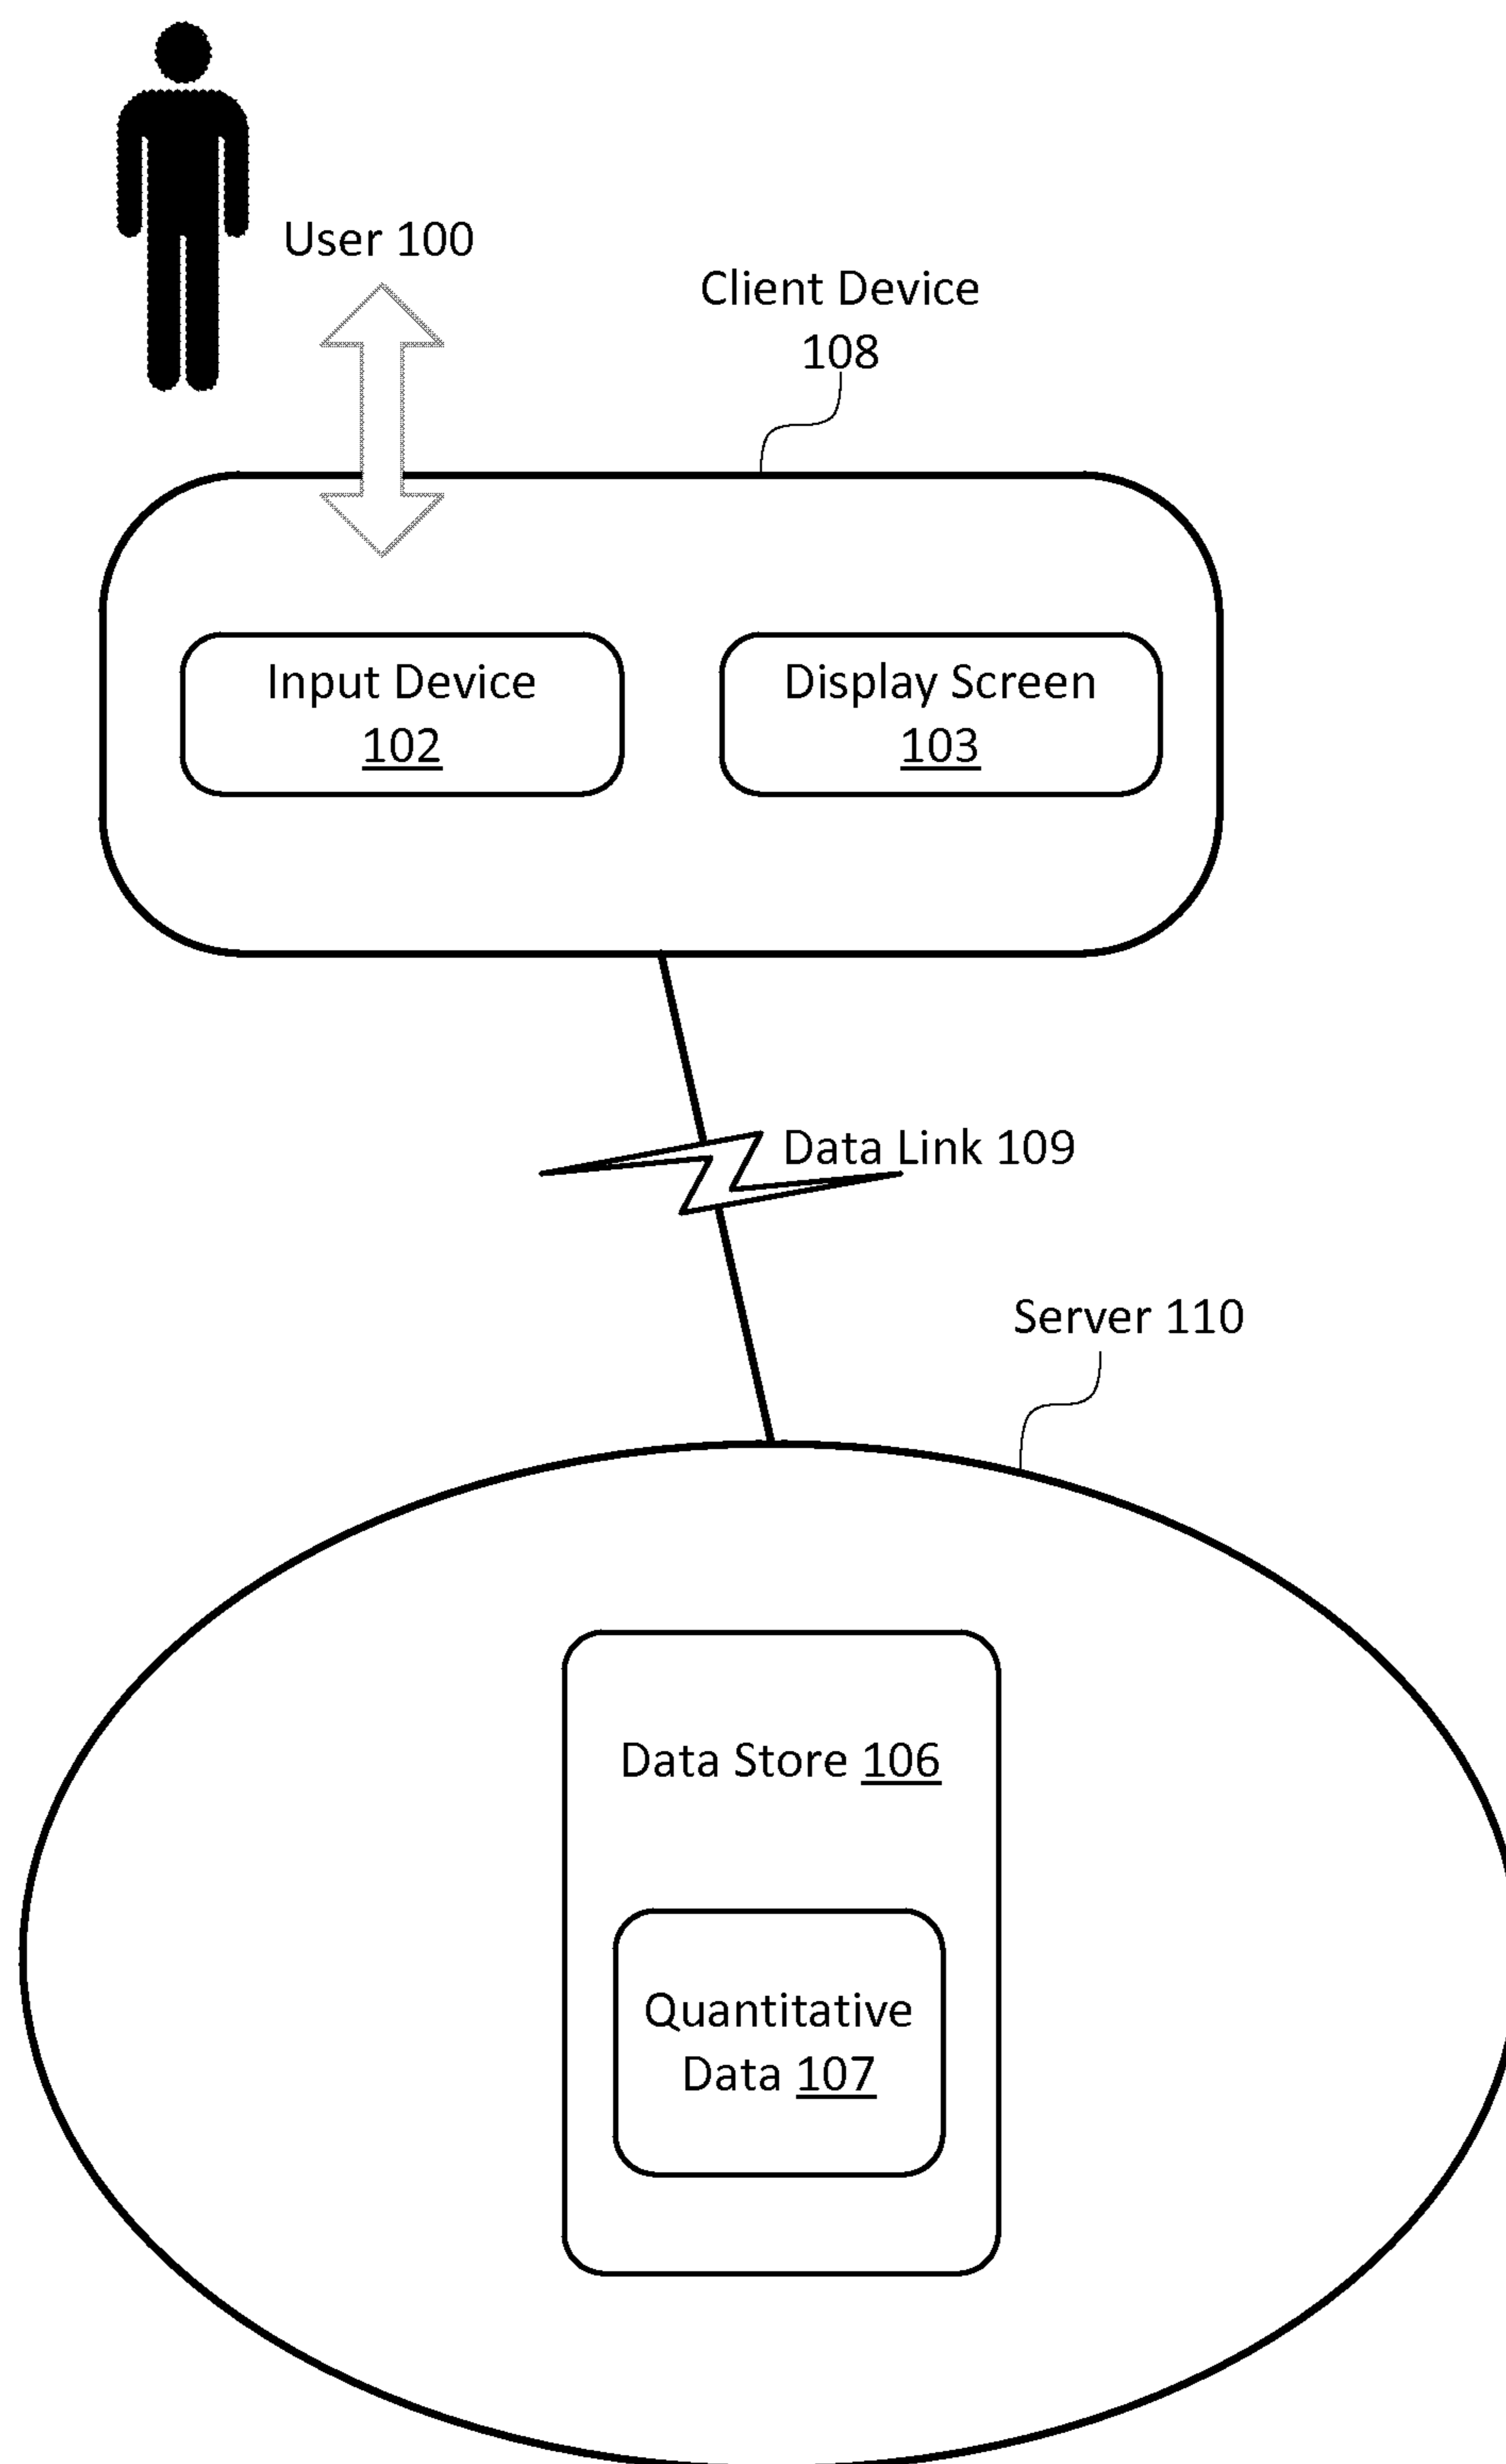 User 100
Client Device
108
Input Device
102
Display Screen
103
Data Link 109
Server 110
Data Store 106
Quantitative
Data 107